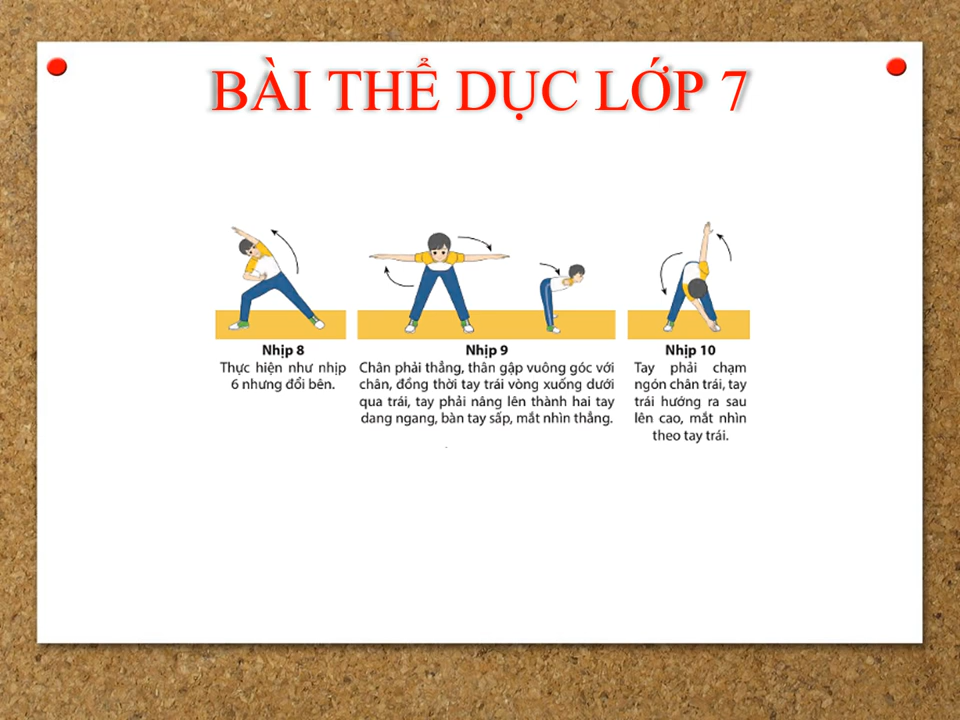 BÀI THỂ DỤC LỚP 7
Nhịp 8
Thực hiện như nhịp
6 nhưng đổi bên.
Nhịp 9
Chân phải thẳng, thân gập vuông góc với
chân, đồng thời tay trái vòng xuống dưới
qua trái, tay phải nâng lên thành hai tay
dang ngang, bàn tay sấp, mắt nhìn thẳng.
Nhịp 10
Tay phải chạm
ngón chân trái, tay
trái hướng ra sau
lên cao, mắt nhìn
theo tay trái.